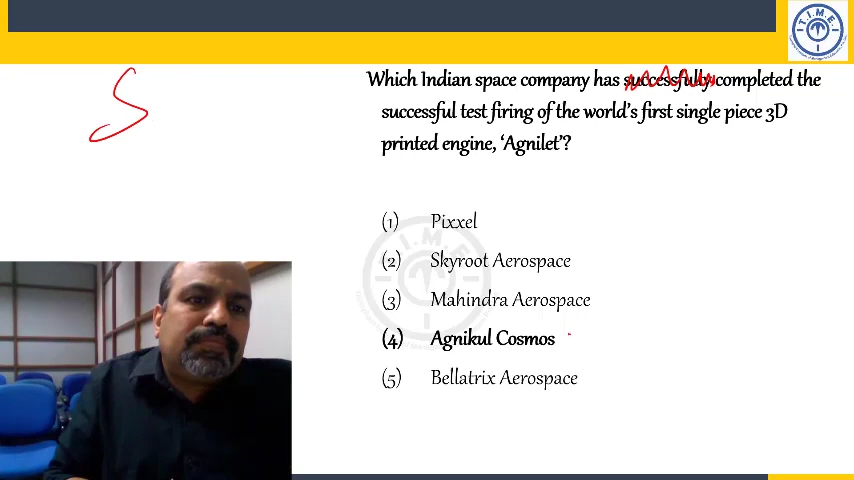 T.I.M.E.
S
Which Indian space company has successfully completed the
successful test firing of the world's first single piece 3D
printed engine, 'Agnilet'?
(1) Pixxel
(2) Skyroot Aerospace
(3) Mahindra Aerospace
(4) Agnikul Cosmos
(5) Bellatrix Aerospace
T.I.M.E.